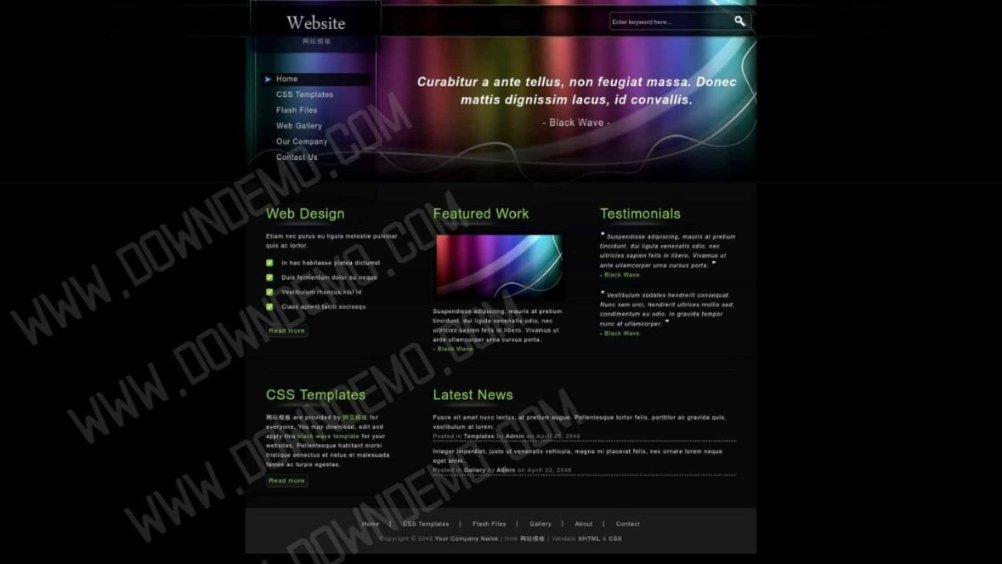 Website
网站模板
Enter keyword here...
Home
CSS Templates
Flash Files
Web Gallery
Our Company
Contact Us
Curabitur a ante tellus, non feugiat massa. Donec
mattis dignissim lacus, id convallis.
- Black Wave -
Web Design
Etiam nec purus eu ligula molestie pulvinar
quis ac tortor.
In hac habitasse platea dictumst
Duis fermentum dolor eu neque
Vestibulum rhoncus nisl id
Class aptent taciti sociosqu
Read more
Featured Work
Suspendisse adipiscing, mauris at pretium
tincidunt, dui ligula venenatis odio, nec
ultricies sapien felis in libero. Vivamus ut
ante ullamcorper urna cursus porta.
- Black Wave
Testimonials
" Suspendisse adipiscing, mauris at pretium
tincidunt, dui ligula venenatis odio, nec
ultricies sapien felis in libero. Vivamus ut
ante ullamcorper urna cursus porta. "
- Black Wave
" Vestibulum sodales hendrerit consequat.
Nunc sem orci, hendrerit ultrices mollis sed,
condimentum eu odio. In gravida tempor
nunc at ullamcorper. "
- Black Wave
CSS Templates
网站模板 are provided by 网页模板 for
everyone. You may download, edit and
apply this black wave template for your
websites. Pellentesque habitant morbi
tristique senectus et netus et malesuada
fames ac turpis egestas.
Read more
Latest News
Fusce sit amet nunc lectus, at pretium augue. Pellentesque tortor felis, porttitor ac gravida quis,
vestibulum at lorem.
Posted in Templates by Admin on April 28, 2048
Integer imperdiet, justo ut venenatis vehicula, magna mi placerat felis, nec ornare lorem neque
eget enim.
Posted in Gallery by Admin on April 22, 2048
Home | CSS Templates | Flash Files | Gallery | About | Contact
Copyright © 2048 Your Company Name | from 网站模板 | Validate XHTML & CSS
WWW.DOWNDEMO.COM
WWW.DOWNDEMO.COM
WWW.DOWNDEMO.COM
WWW.DOWNDEMO.COM